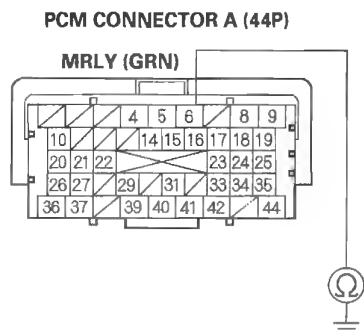 PCM CONNECTOR A (44P)
MRLY (GRN)
4 5 6 8 9
10 14 15 16 17 18 19
20 21 22 23 24 25
26 27 29 31 33 34 35
36 37 39 40 41 42 44
Ω